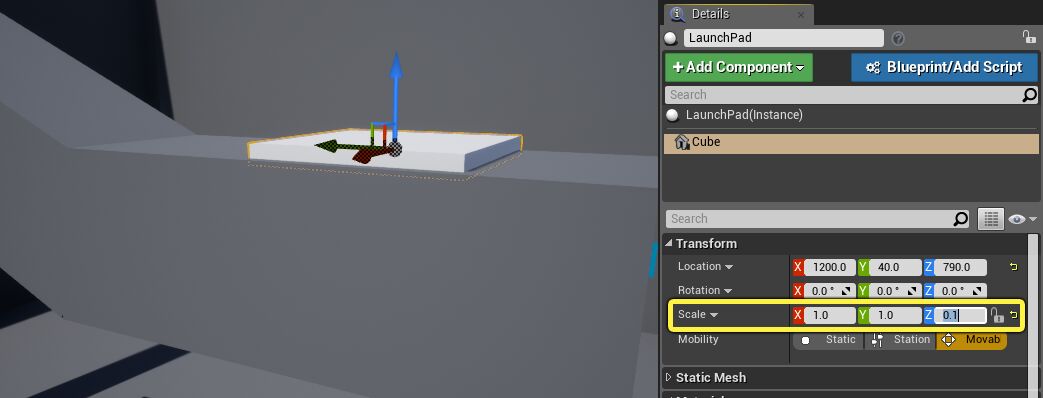 Details
LaunchPad
Add Component
Blueprint/Add Script
Search
LaunchPad(Instance)
Cube
Search
Transform
Location X 1200.0 Y 40.0 Z 790.0
Rotation X 0.0 ° Y 0.0 ° Z 0.0 °
Scale X 1.0 Y 1.0 Z 0.1
Mobility Static Station Movab
Static Mesh